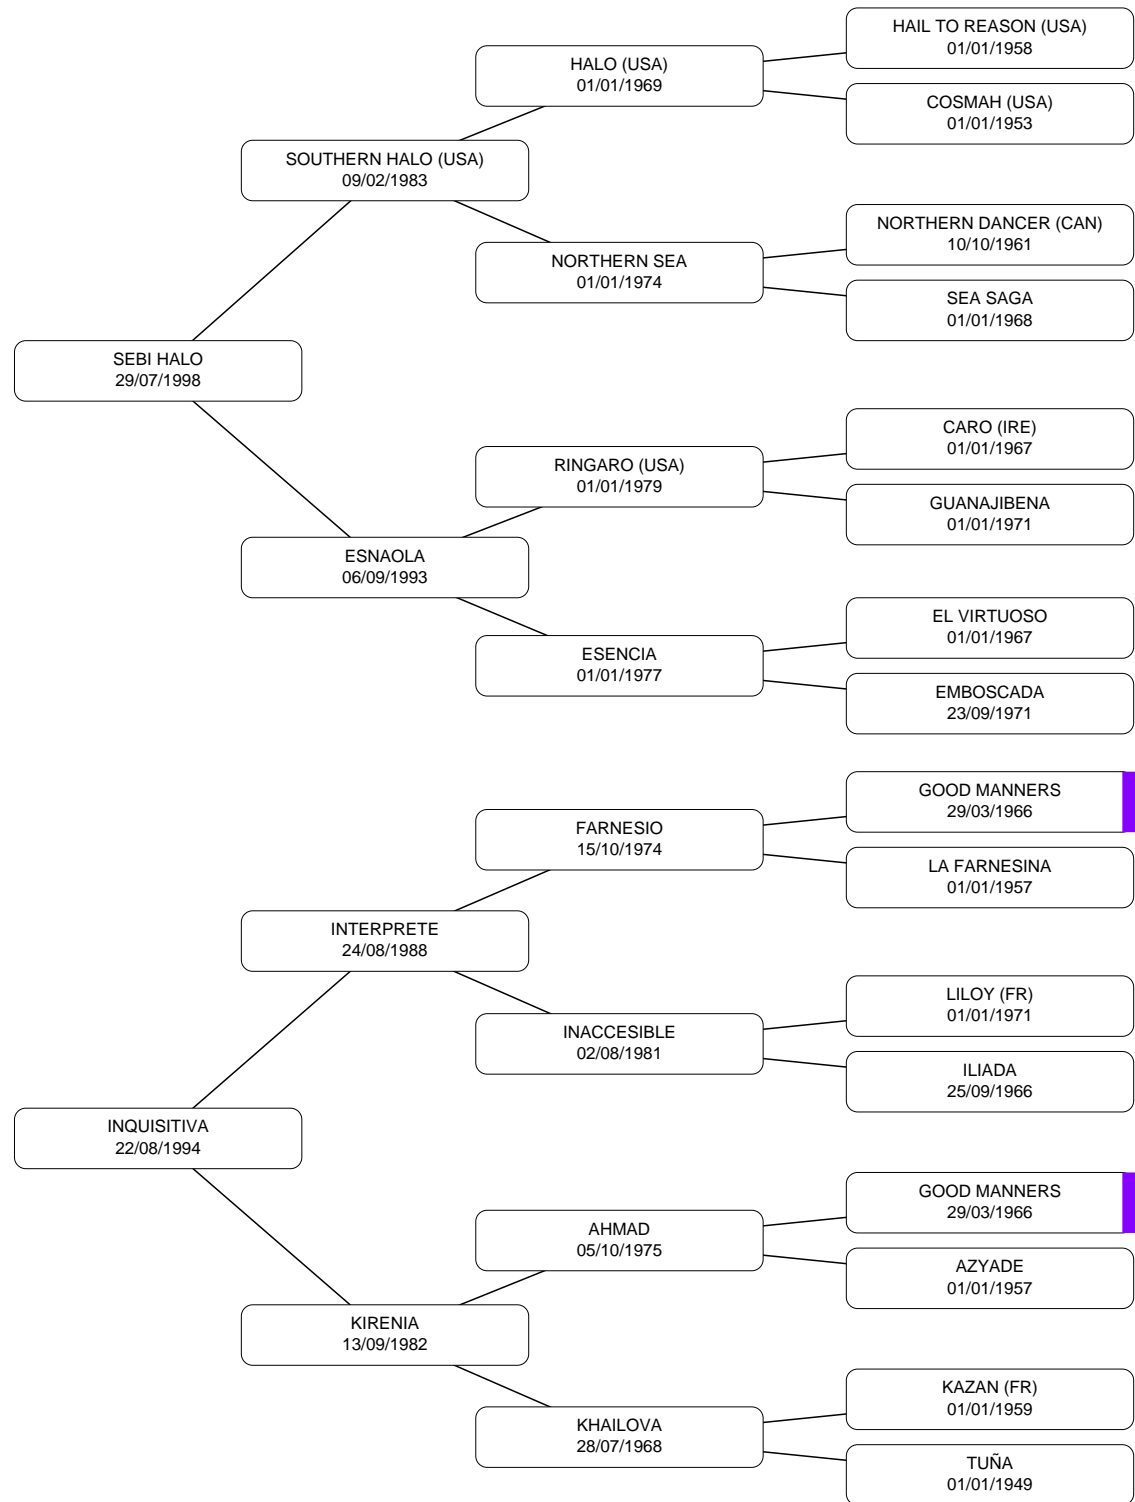 HAIL TO REASON (USA)
01/01/1958
HALO (USA)
01/01/1969
COSMAH (USA)
01/01/1953
SOUTHERN HALO (USA)
09/02/1983
NORTHERN DANCER (CAN)
10/10/1961
NORTHERN SEA
01/01/1974
SEA SAGA
01/01/1968
SEBI HALO
29/07/1998
CARO (IRE)
01/01/1967
RINGARO (USA)
01/01/1979
GUANAJIBENA
01/01/1971
ESNAOLA
06/09/1993
EL VIRTUOSO
01/01/1967
ESENCIA
01/01/1977
EMBOSCADA
23/09/1971
GOOD MANNERS
29/03/1966
FARNESIO
15/10/1974
LA FARNESINA
01/01/1957
INTERPRETE
24/08/1988
LILOY (FR)
01/01/1971
INACCESIBLE
02/08/1981
ILIADA
25/09/1966
INQUISITIVA
22/08/1994
GOOD MANNERS
29/03/1966
AHMAD
05/10/1975
AZYADE
01/01/1957
KIRENIA
13/09/1982
KAZAN (FR)
01/01/1959
KHAILOVA
28/07/1968
TUÑA
01/01/1949